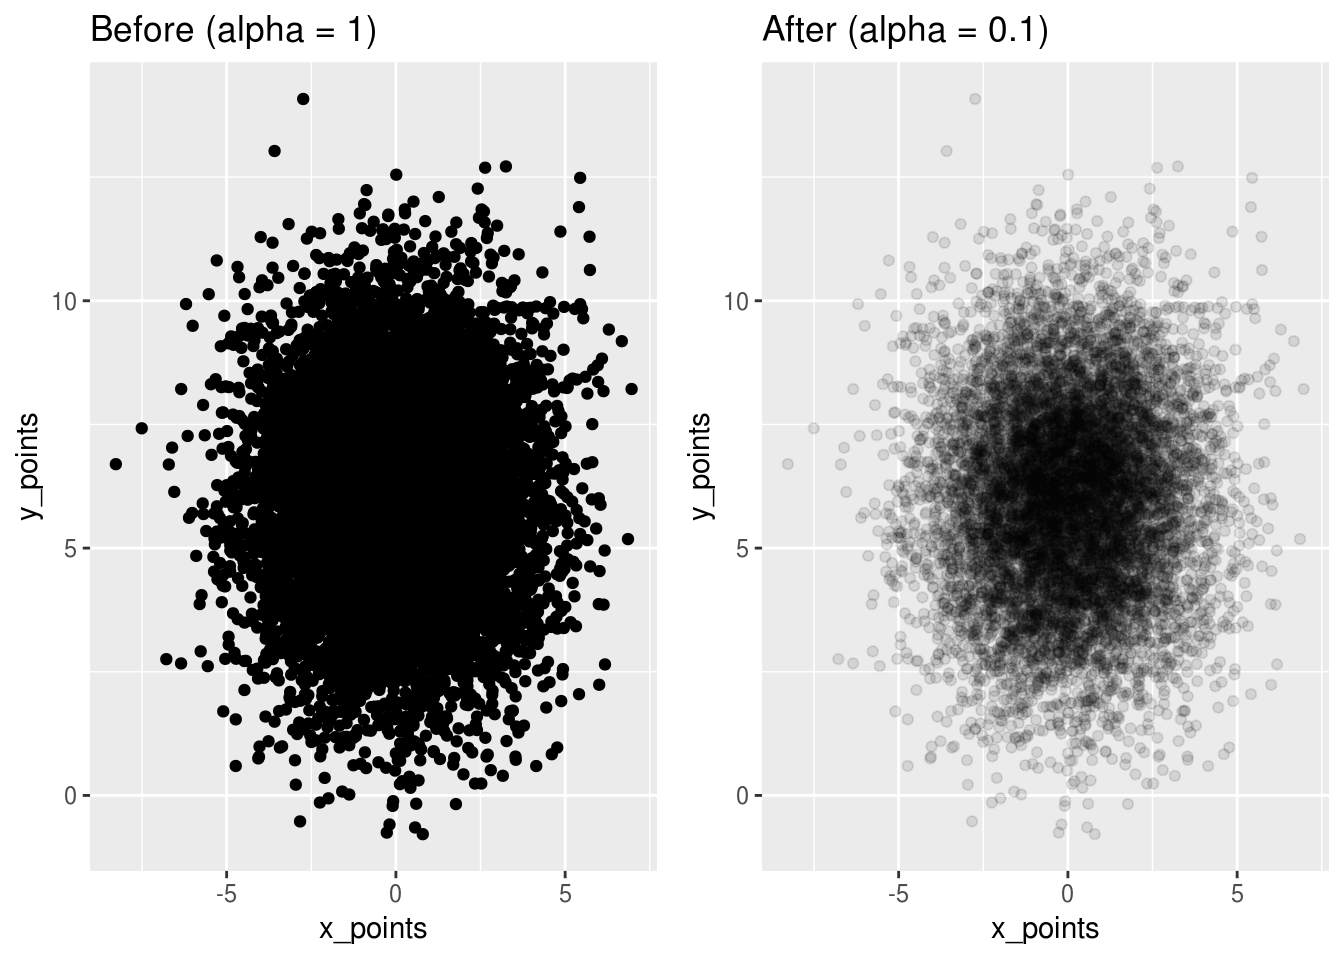 Before (alpha = 1)
10
5
0
-5
0
5
x_points
y_points
After (alpha = 0.1)
10
5
0
-5
0
5
x_points
y_points